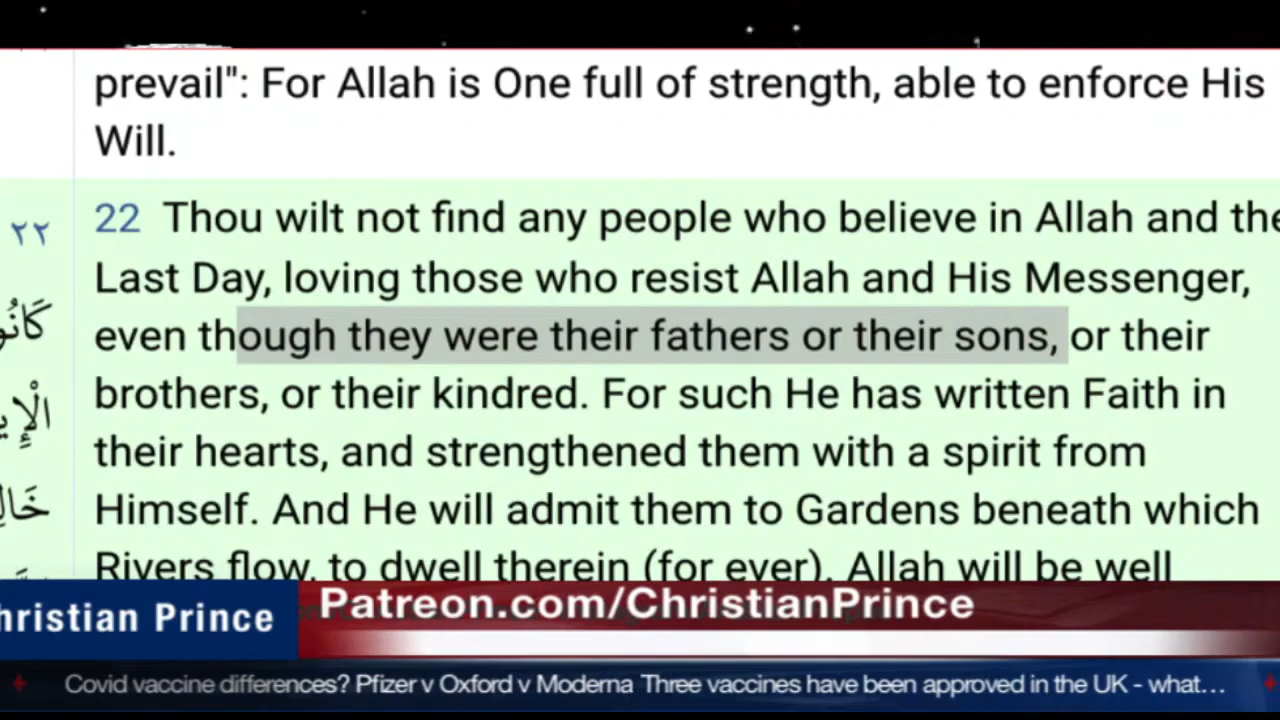 prevail": For Allah is One full of strength, able to enforce His
Will.
٢٢
22 Thou wilt not find any people who believe in Allah and the
Last Day, loving those who resist Allah and His Messenger,
even though they were their fathers or their sons, or their
brothers, or their kindred. For such He has written Faith in
their hearts, and strengthened them with a spirit from
Himself. And He will admit them to Gardens beneath which
Rivers flow, to dwell therein (for ever). Allah will be well
hristian Prince
Patreon.com/ChristianPrince
Covid vaccine differences? Pfizer v Oxford v Moderna Three vaccines have been approved in the UK - what...